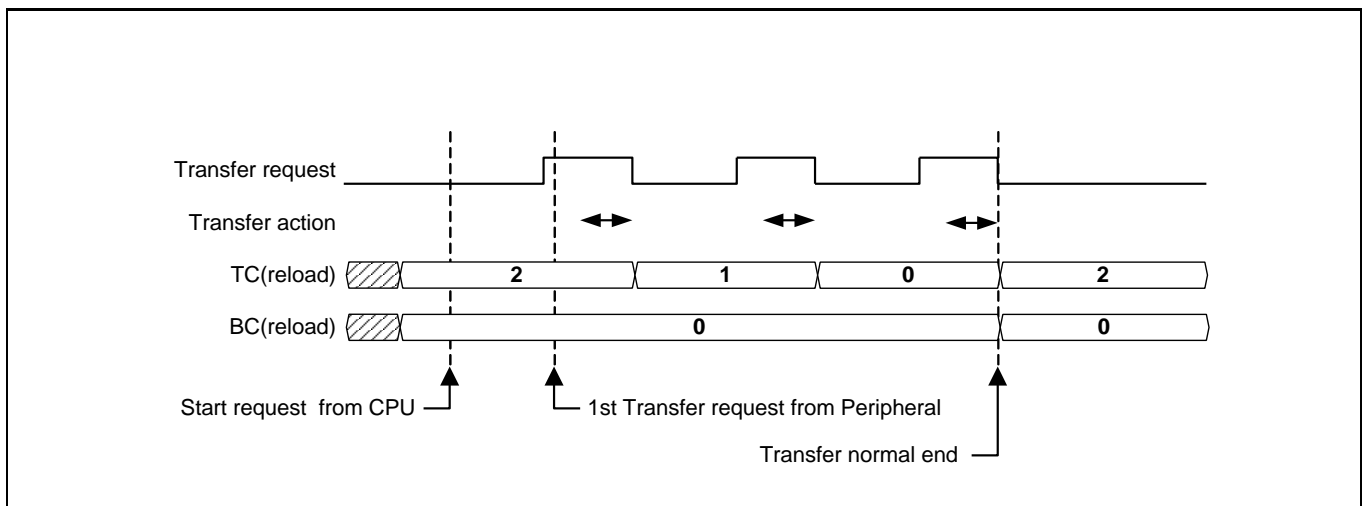 Transfer request
Transfer action
TC(reload) 2 1 0 2
BC(reload) 0 0
Start request from CPU 1st Transfer request from Peripheral
Transfer normal end